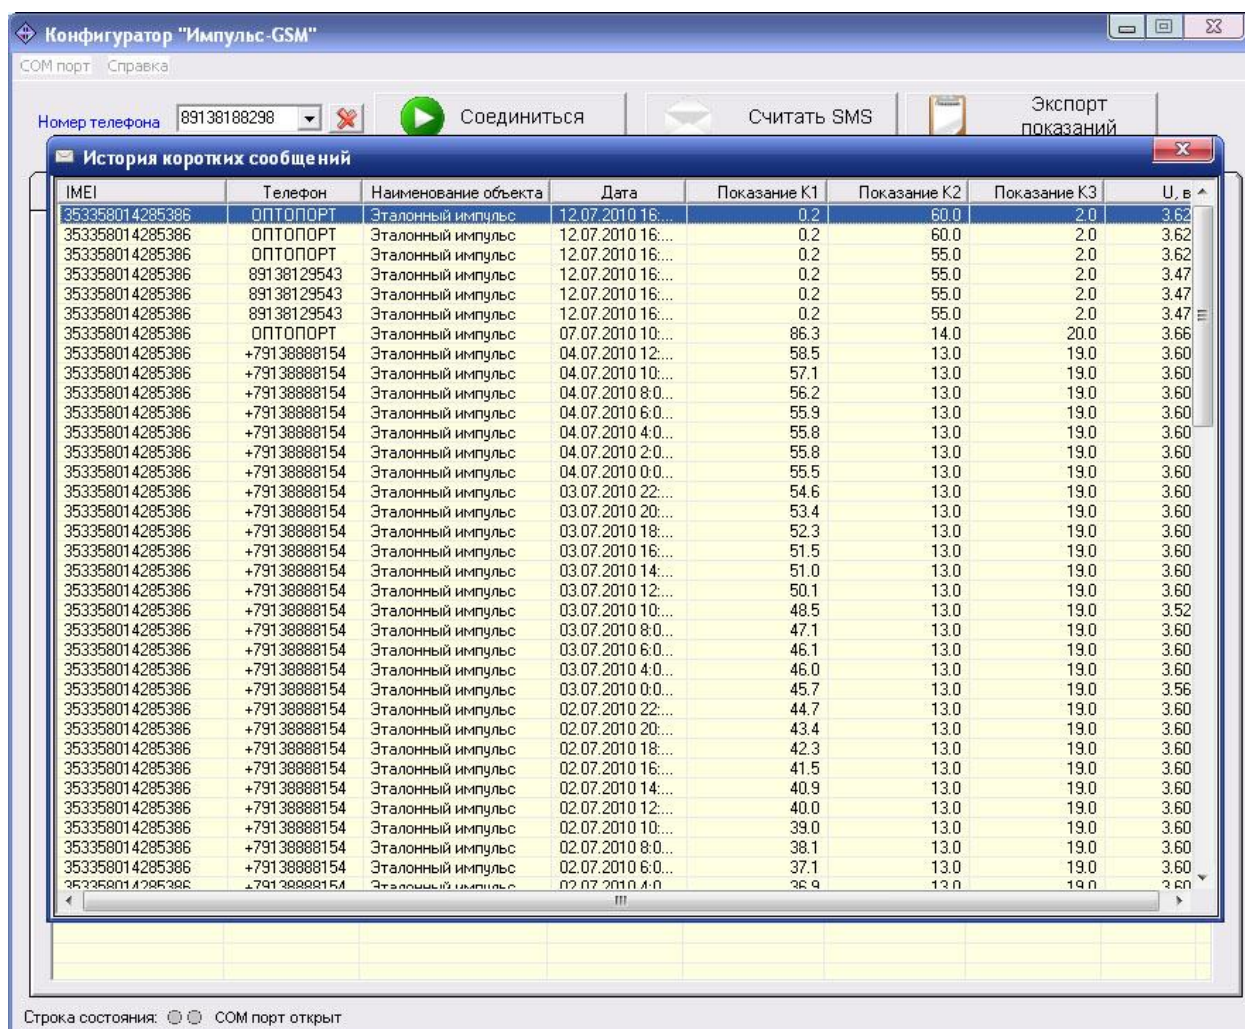 Конфигуратор "Импульс-GSM"
COM порт Справка
Номер телефона 89138188298 Соединиться Считать SMS Экспорт показаний
История коротких сообщений
IMEI Телефон Наименование объекта Дата Показание К1 Показание К2 Показание К3 U, в
353358014285386 ОПТОПОРТ Эталонный импульс 12.07.2010 16:... 0.2 60.0 2.0 3.62
353358014285386 ОПТОПОРТ Эталонный импульс 12.07.2010 16:... 0.2 60.0 2.0 3.62
353358014285386 ОПТОПОРТ Эталонный импульс 12.07.2010 16:... 0.2 55.0 2.0 3.62
353358014285386 89138129543 Эталонный импульс 12.07.2010 16:... 0.2 55.0 2.0 3.47
353358014285386 89138129543 Эталонный импульс 12.07.2010 16:... 0.2 55.0 2.0 3.47
353358014285386 89138129543 Эталонный импульс 12.07.2010 16:... 0.2 55.0 2.0 3.47
353358014285386 ОПТОПОРТ Эталонный импульс 07.07.2010 10:... 86.3 14.0 20.0 3.66
353358014285386 +79138888154 Эталонный импульс 04.07.2010 12:... 58.5 13.0 19.0 3.60
353358014285386 +79138888154 Эталонный импульс 04.07.2010 10:... 57.1 13.0 19.0 3.60
353358014285386 +79138888154 Эталонный импульс 04.07.2010 8:0... 56.2 13.0 19.0 3.60
353358014285386 +79138888154 Эталонный импульс 04.07.2010 6:0... 55.9 13.0 19.0 3.60
353358014285386 +79138888154 Эталонный импульс 04.07.2010 4:0... 55.8 13.0 19.0 3.60
353358014285386 +79138888154 Эталонный импульс 04.07.2010 2:0... 55.8 13.0 19.0 3.60
353358014285386 +79138888154 Эталонный импульс 04.07.2010 0:0... 55.5 13.0 19.0 3.60
353358014285386 +79138888154 Эталонный импульс 03.07.2010 22:... 54.6 13.0 19.0 3.60
353358014285386 +79138888154 Эталонный импульс 03.07.2010 20:... 53.4 13.0 19.0 3.60
353358014285386 +79138888154 Эталонный импульс 03.07.2010 18:... 52.3 13.0 19.0 3.60
353358014285386 +79138888154 Эталонный импульс 03.07.2010 16:... 51.5 13.0 19.0 3.60
353358014285386 +79138888154 Эталонный импульс 03.07.2010 14:... 51.0 13.0 19.0 3.60
353358014285386 +79138888154 Эталонный импульс 03.07.2010 12:... 50.1 13.0 19.0 3.60
353358014285386 +79138888154 Эталонный импульс 03.07.2010 10:... 48.5 13.0 19.0 3.52
353358014285386 +79138888154 Эталонный импульс 03.07.2010 8:0... 47.1 13.0 19.0 3.60
353358014285386 +79138888154 Эталонный импульс 03.07.2010 6:0... 46.1 13.0 19.0 3.60
353358014285386 +79138888154 Эталонный импульс 03.07.2010 4:0... 46.0 13.0 19.0 3.60
353358014285386 +79138888154 Эталонный импульс 03.07.2010 0:0... 45.7 13.0 19.0 3.56
353358014285386 +79138888154 Эталонный импульс 02.07.2010 22:... 44.7 13.0 19.0 3.60
353358014285386 +79138888154 Эталонный импульс 02.07.2010 20:... 43.4 13.0 19.0 3.60
353358014285386 +79138888154 Эталонный импульс 02.07.2010 18:... 42.3 13.0 19.0 3.60
353358014285386 +79138888154 Эталонный импульс 02.07.2010 16:... 41.5 13.0 19.0 3.60
353358014285386 +79138888154 Эталонный импульс 02.07.2010 14:... 40.9 13.0 19.0 3.60
353358014285386 +79138888154 Эталонный импульс 02.07.2010 12:... 40.0 13.0 19.0 3.60
353358014285386 +79138888154 Эталонный импульс 02.07.2010 10:... 39.0 13.0 19.0 3.60
353358014285386 +79138888154 Эталонный импульс 02.07.2010 8:0... 38.1 13.0 19.0 3.60
353358014285386 +79138888154 Эталонный импульс 02.07.2010 6:0... 37.1 13.0 19.0 3.60
353358014285386 +79138888154 Эталонный импульс 02.07.2010 4:0... 36.9 13.0 19.0 3.60
Строка состояния: COM порт открыт